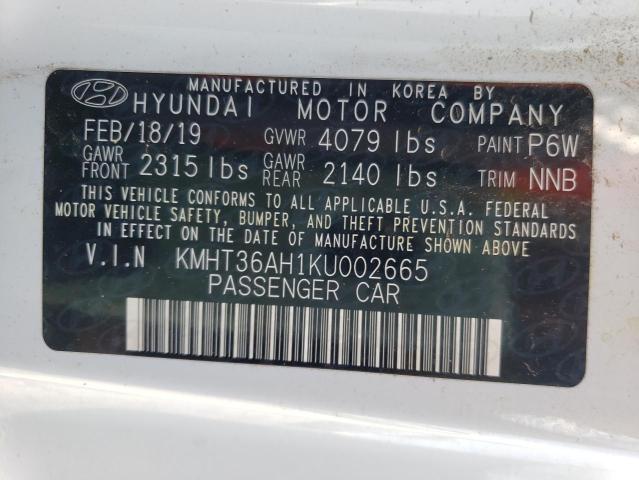 MANUFACTURED IN KOREA BY
HYUNDAI MOTOR COMPANY
FEB/18/19 GVWR 4079 lbs PAINT P6W
GAWR FRONT 2315 lbs GAWR REAR 2140 lbs TRIM NNB
THIS VEHICLE CONFORMS TO ALL APPLICABLE U.S.A. FEDERAL
MOTOR VEHICLE SAFETY, BUMPER, AND THEFT PREVENTION STANDARDS
IN EFFECT ON THE DATE OF MANUFACTURE SHOWN ABOVE.
V.I.N KMHT36AH1KU002665
PASSENGER CAR